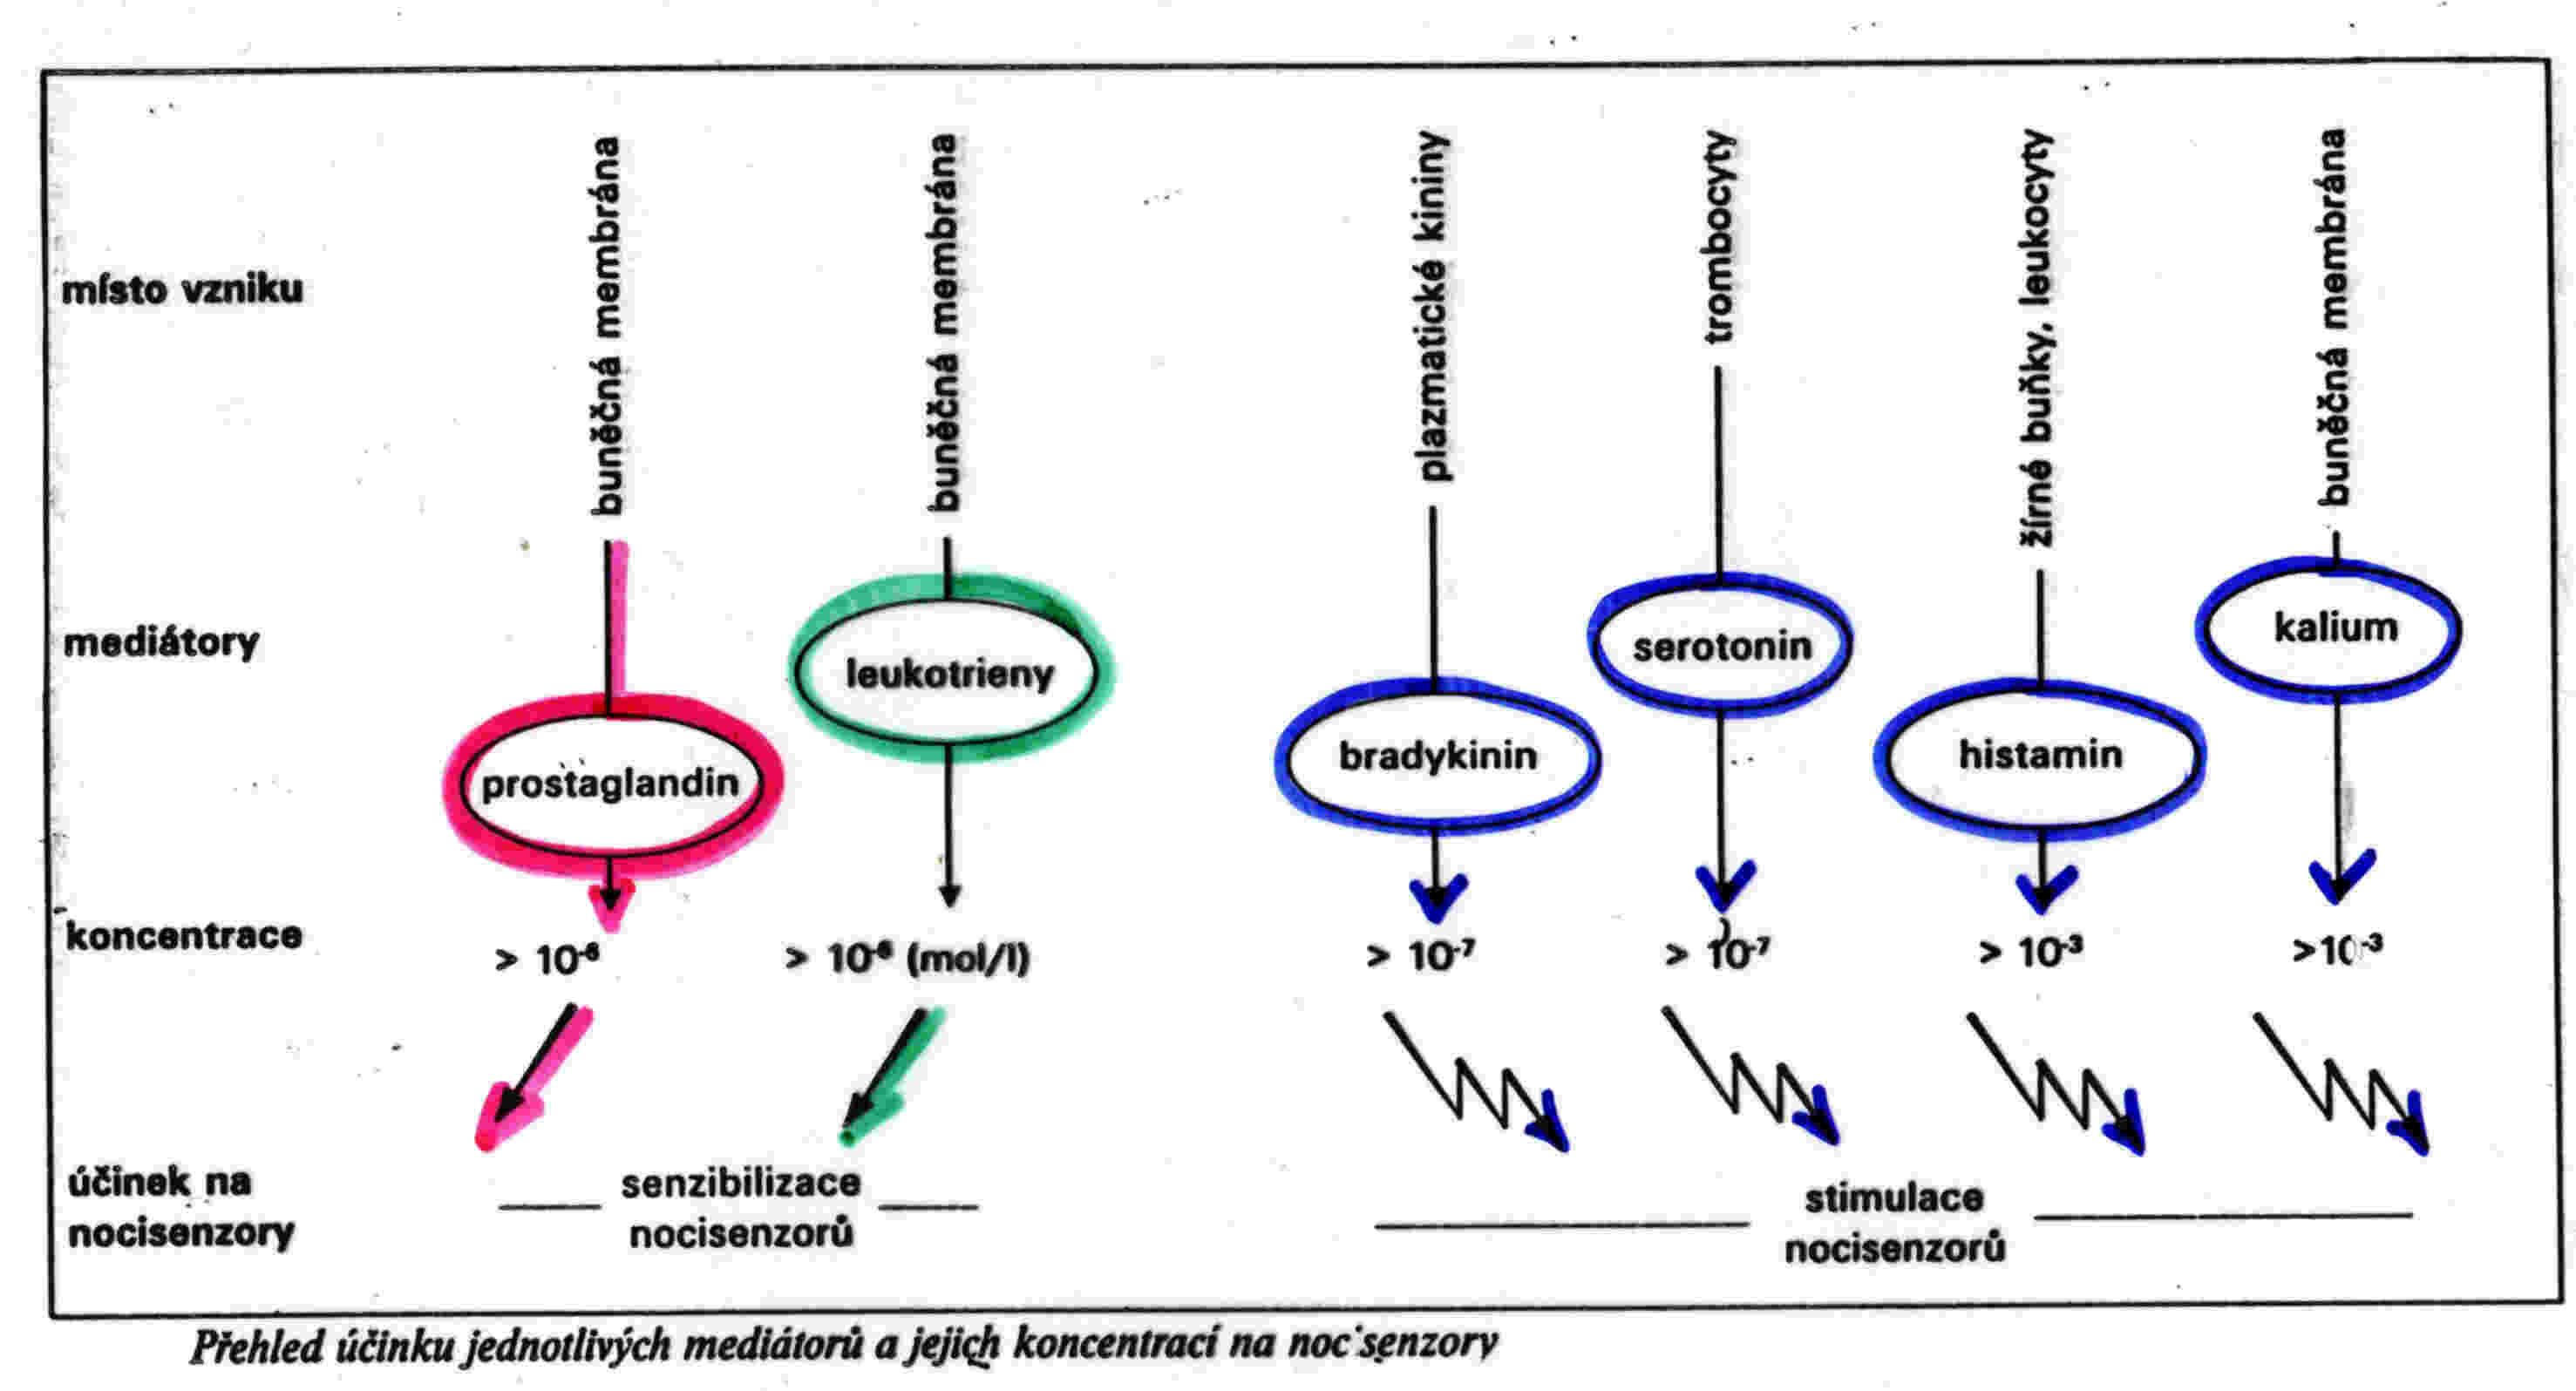 místo vzniku
buněčná membrána
buněčná membrána
plazmatické kininy
trombocyty
žírné buňky, leukocyty
buněčná membrána
mediátory
prostaglandin
leukotrieny
bradykinin
serotonin
histamin
kalium
koncentrace
> 10⁻⁶
> 10⁻⁶ (mol/l)
> 10⁻⁷
> 10⁻⁷
> 10⁻³
>10⁻³
účinek na
nocisenzory
senzibilizace
nocisenzorů
stimulace
nocisenzorů
Přehled účinku jednotlivých mediátorů a jejich koncentrací na nocisenzory